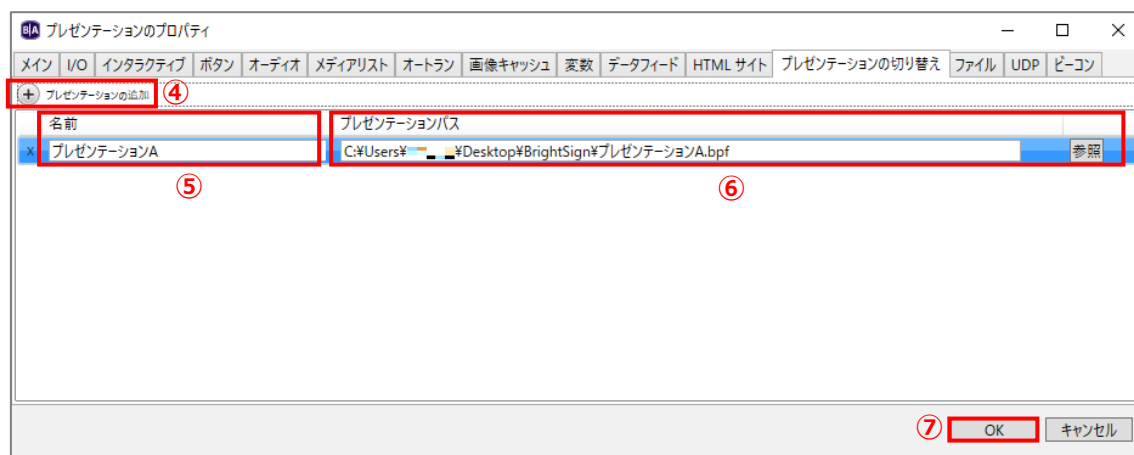 B|A プレゼンテーションのプロパティ
メイン I/O インタラクティブ ボタン オーディオ メディアリスト オートラン 画像キャッシュ 変数 データフィード HTML サイト プレゼンテーションの切り替え ファイル UDP ビーコン
+ プレゼンテーションの追加 ④
名前 プレゼンテーションパス
x プレゼンテーションA C:¥Users¥ ¥Desktop¥BrightSign¥プレゼンテーションA.bpf 参照
⑤ ⑥
⑦ OK キャンセル